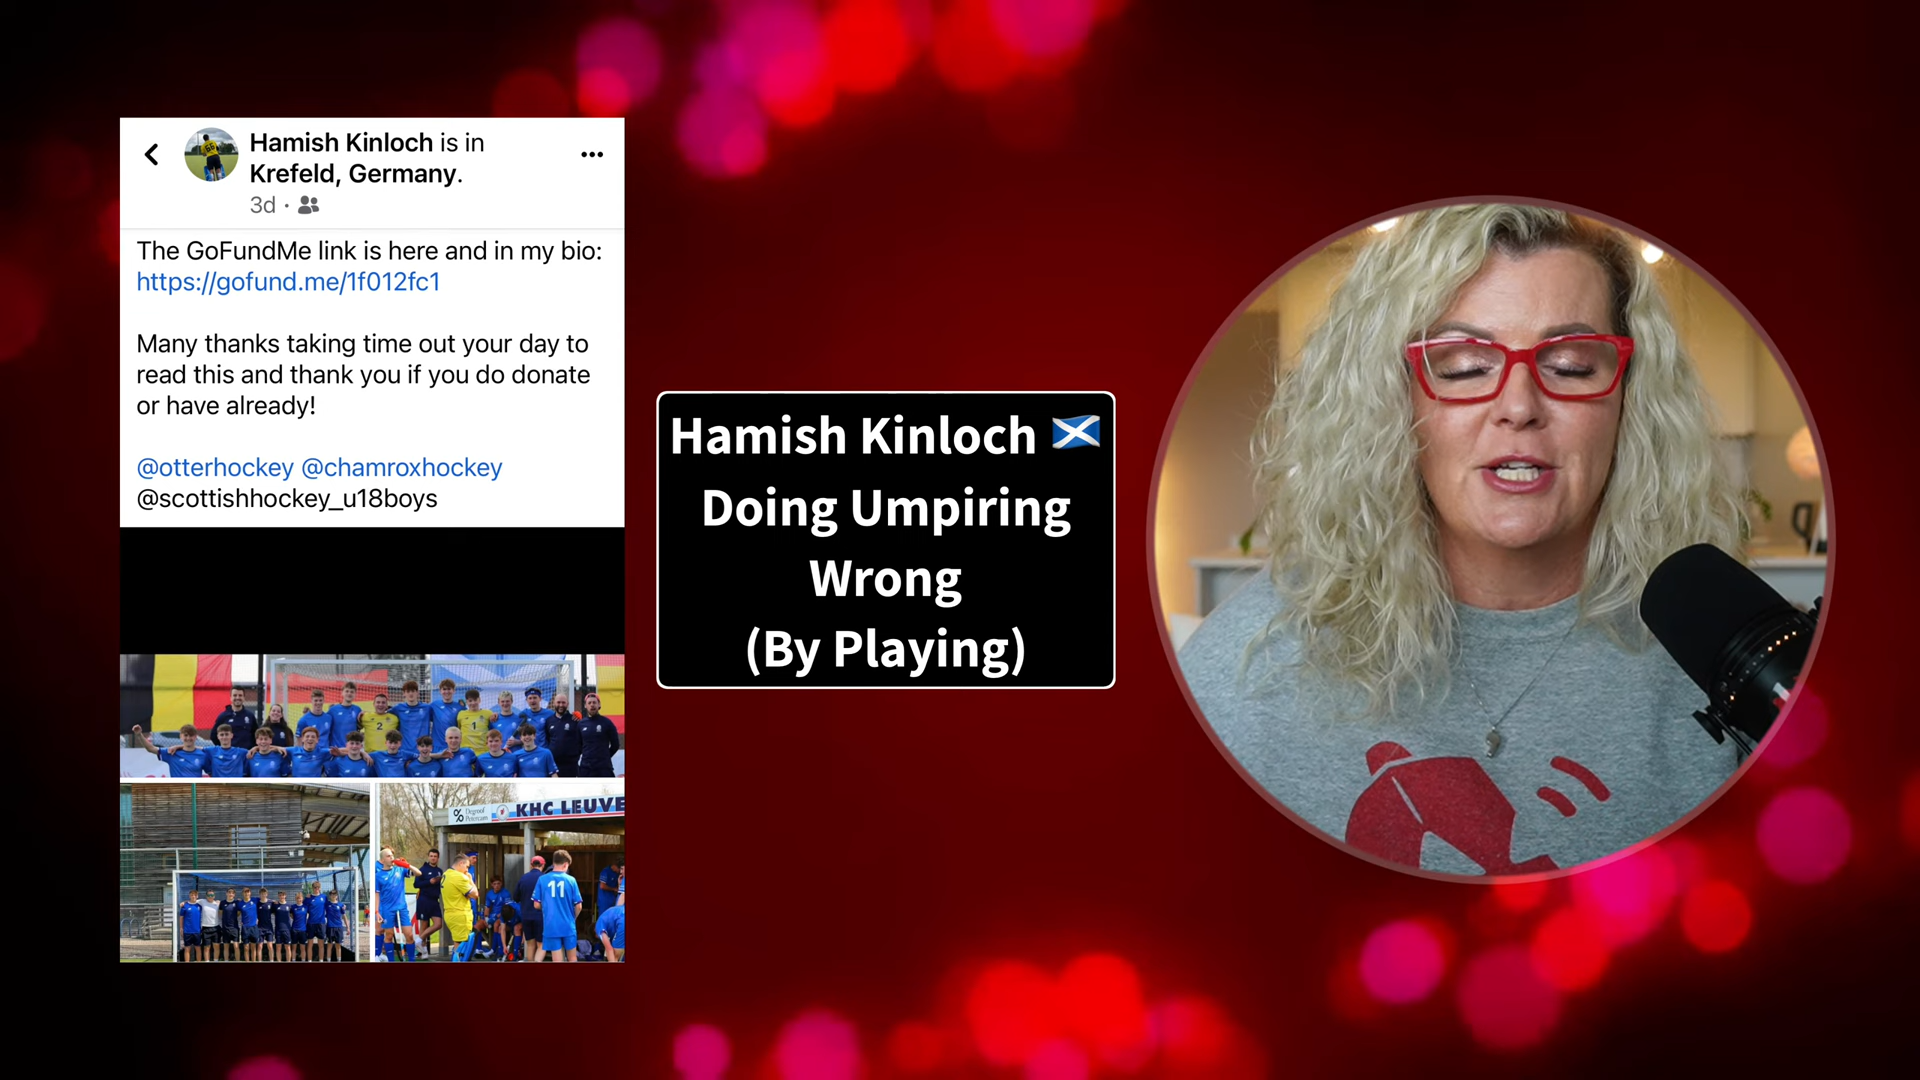 Hamish Kinloch is in
Krefeld, Germany.
3d ·
The GoFundMe link is here and in my bio:
https://gofund.me/1f012fc1
Many thanks taking time out your day to
read this and thank you if you do donate
or have already!
@otterhockey @chamroxhockey
@scottishhockey_u18boys
2
1
KHC LEUVE
11
Hamish Kinloch 🏴󠁧󠁢󠁳󠁣󠁴󠁿
Doing Umpiring
Wrong
(By Playing)